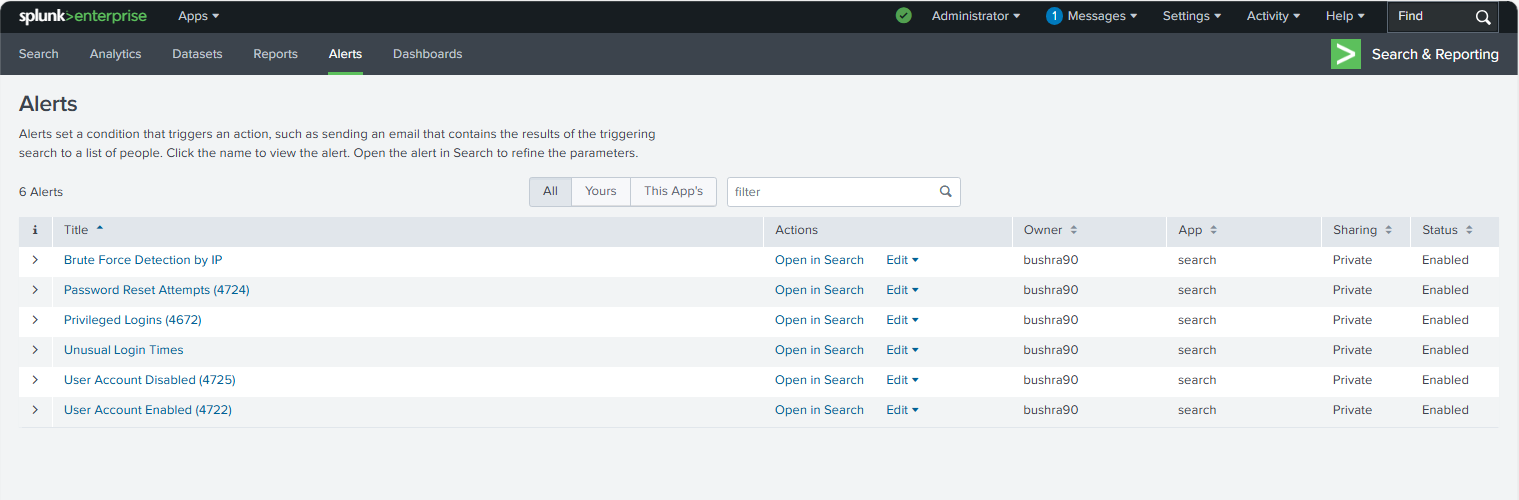 splunk>enterprise Apps Administrator 1 Messages Settings Activity Help Find
Search Analytics Datasets Reports Alerts Dashboards > Search & Reporting
Alerts
Alerts set a condition that triggers an action, such as sending an email that contains the results of the triggering
search to a list of people. Click the name to view the alert. Open the alert in Search to refine the parameters.
6 Alerts All Yours This App's filter
i Title Actions Owner App Sharing Status
Brute Force Detection by IP Open in Search Edit bushra90 search Private Enabled
Password Reset Attempts (4724) Open in Search Edit bushra90 search Private Enabled
Privileged Logins (4672) Open in Search Edit bushra90 search Private Enabled
Unusual Login Times Open in Search Edit bushra90 search Private Enabled
User Account Disabled (4725) Open in Search Edit bushra90 search Private Enabled
User Account Enabled (4722) Open in Search Edit bushra90 search Private Enabled